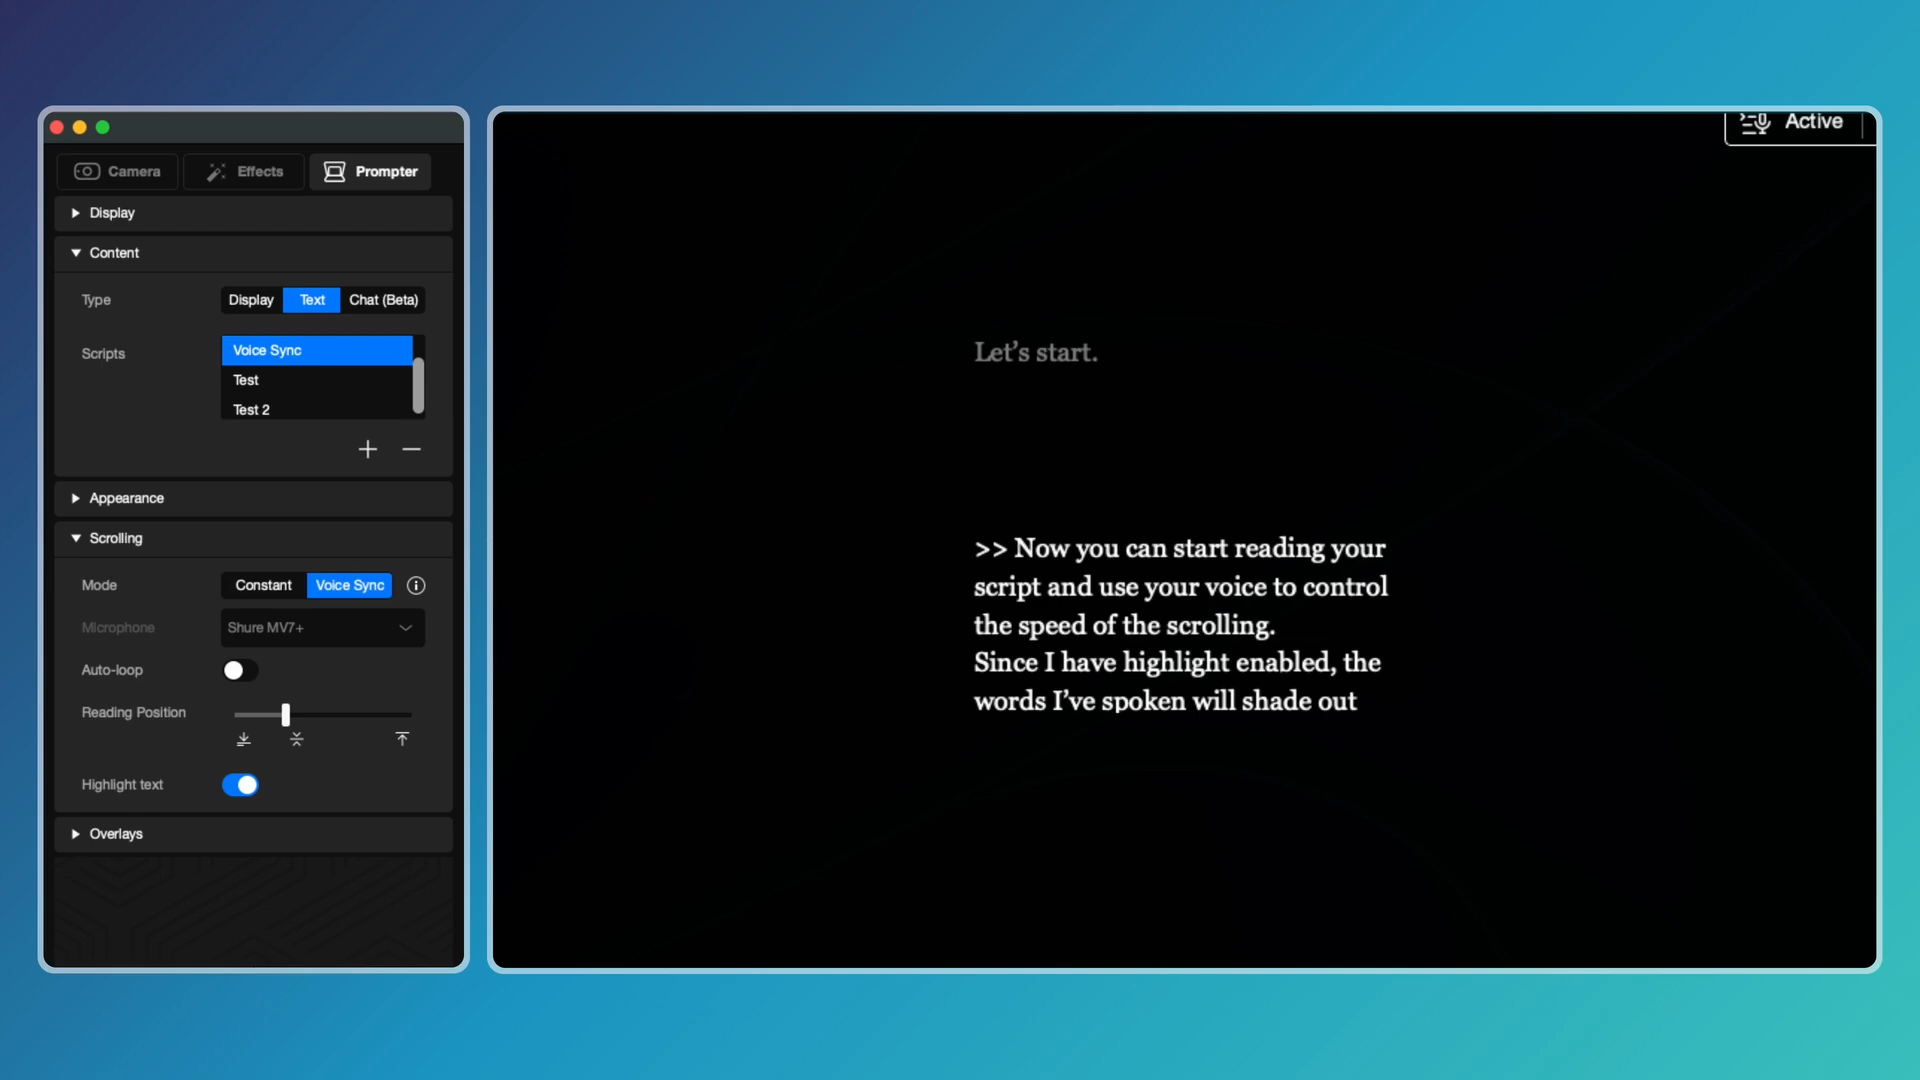 Camera
Effects
Prompter
Display
Content
Type
Display
Text
Chat (Beta)
Scripts
Voice Sync
Test
Test 2
Appearance
Scrolling
Mode
Constant
Voice Sync
Microphone
Shure MV7+
Auto-loop
Reading Position
Highlight text
Overlays
Active
Let’s start.
>> Now you can start reading your
script and use your voice to control
the speed of the scrolling.
Since I have highlight enabled, the
words I’ve spoken will shade out